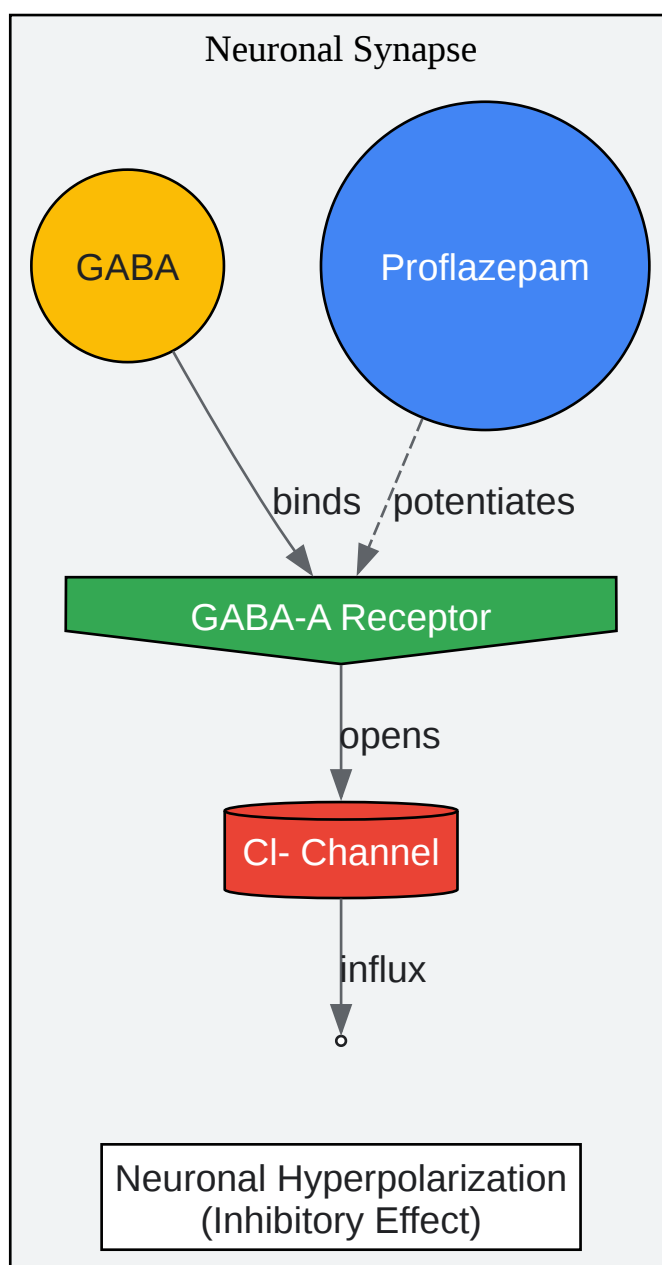 Neuronal Synapse
GABA
Proflazepam
binds
potentiates
GABA-A Receptor
opens
Cl- Channel
influx
Neuronal Hyperpolarization
(Inhibitory Effect)